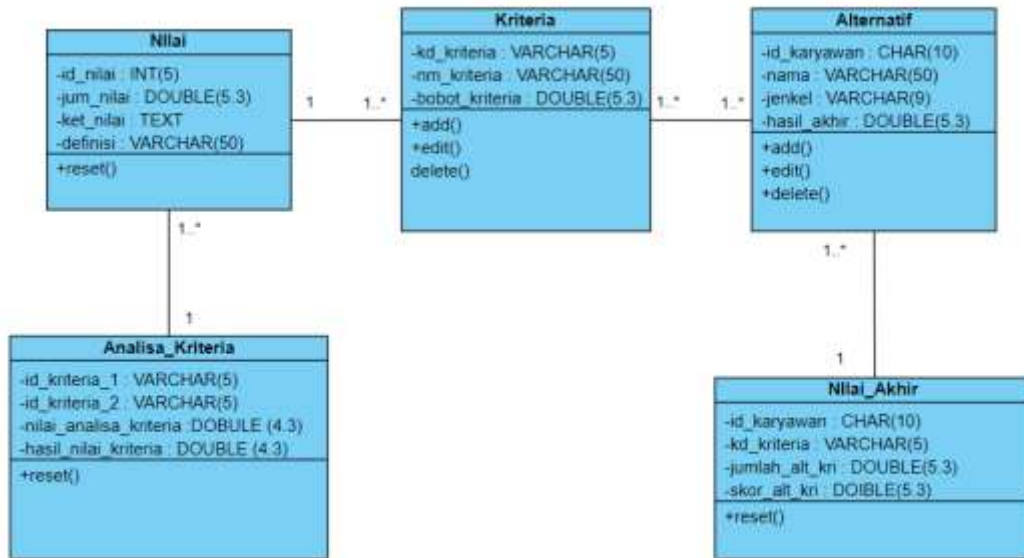 Nilai
-id_nilai : INT(5)
-jum_nilai : DOUBLE(5.3)
-ket_nilai : TEXT
-definisi : VARCHAR(50)
+reset()
1
1..*
Kriteria
-kd_kriteria : VARCHAR(5)
-nm_kriteria : VARCHAR(50)
-bobot_kriteria : DOUBLE(5.3)
+add()
+edit()
delete()
1..*
1..*
Alternatif
-id_karyawan : CHAR(10)
-nama : VARCHAR(50)
-jenkel : VARCHAR(9)
-hasil_akhir : DOUBLE(5.3)
+add()
+edit()
+delete()
1..*
1
Analisa_Kriteria
-id_kriteria_1 : VARCHAR(5)
-id_kriteria_2 : VARCHAR(5)
-nilai_analisa_kriteria :DOBULE (4.3)
-hasil_nilai_kriteria : DOUBLE (4.3)
+reset()
1..*
1
Nilai_Akhir
-id_karyawan : CHAR(10)
-kd_kriteria : VARCHAR(5)
-jumlah_alt_kri : DOUBLE(5.3)
-skor_alt_kri : DOIBLE(5.3)
+reset()